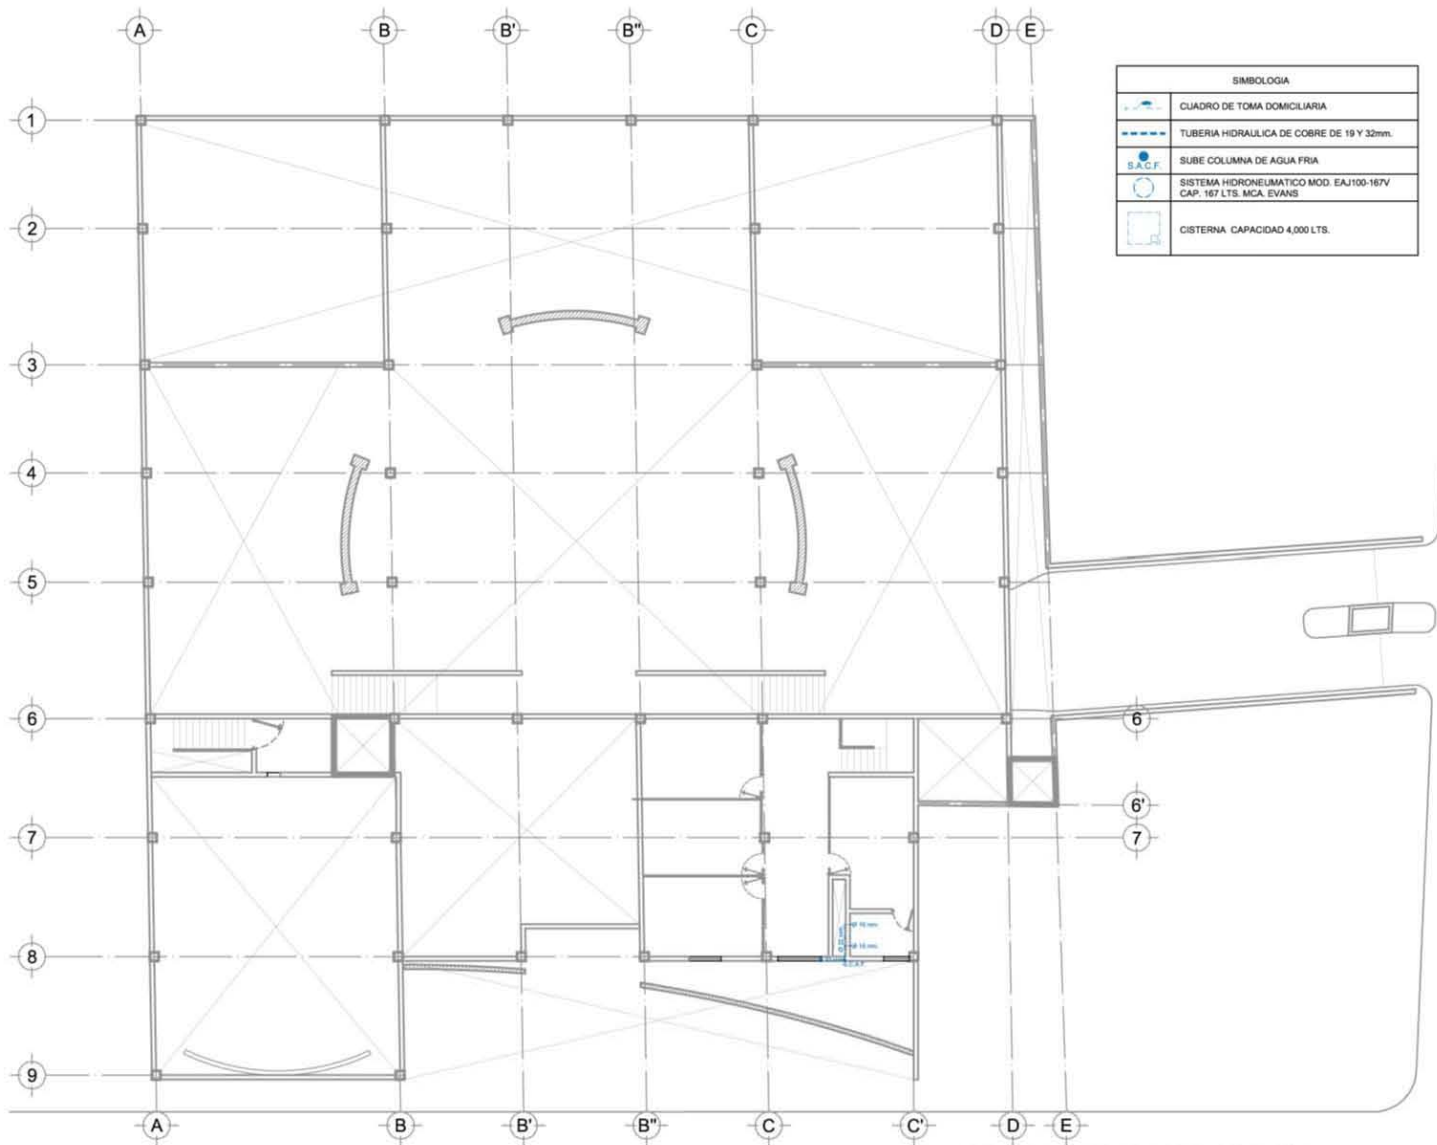 A B B' B" C D E
SIMBOLOGIA
CUADRO DE TOMA DOMICILIARIA
TUBERIA HIDRAULICA DE COBRE DE 19 Y 32mm.
S.A.C.F.
SUBE COLUMNA DE AGUA FRIA
SISTEMA HIDRONEUMATICO MOD. EAJ100-167V
CAP. 167 LTS. MCA. EVANS
CISTERNA CAPACIDAD 4,000 LTS.
1
2
3
4
5
6 6
6'
7 7
8
9
A B B' B" C C' D E